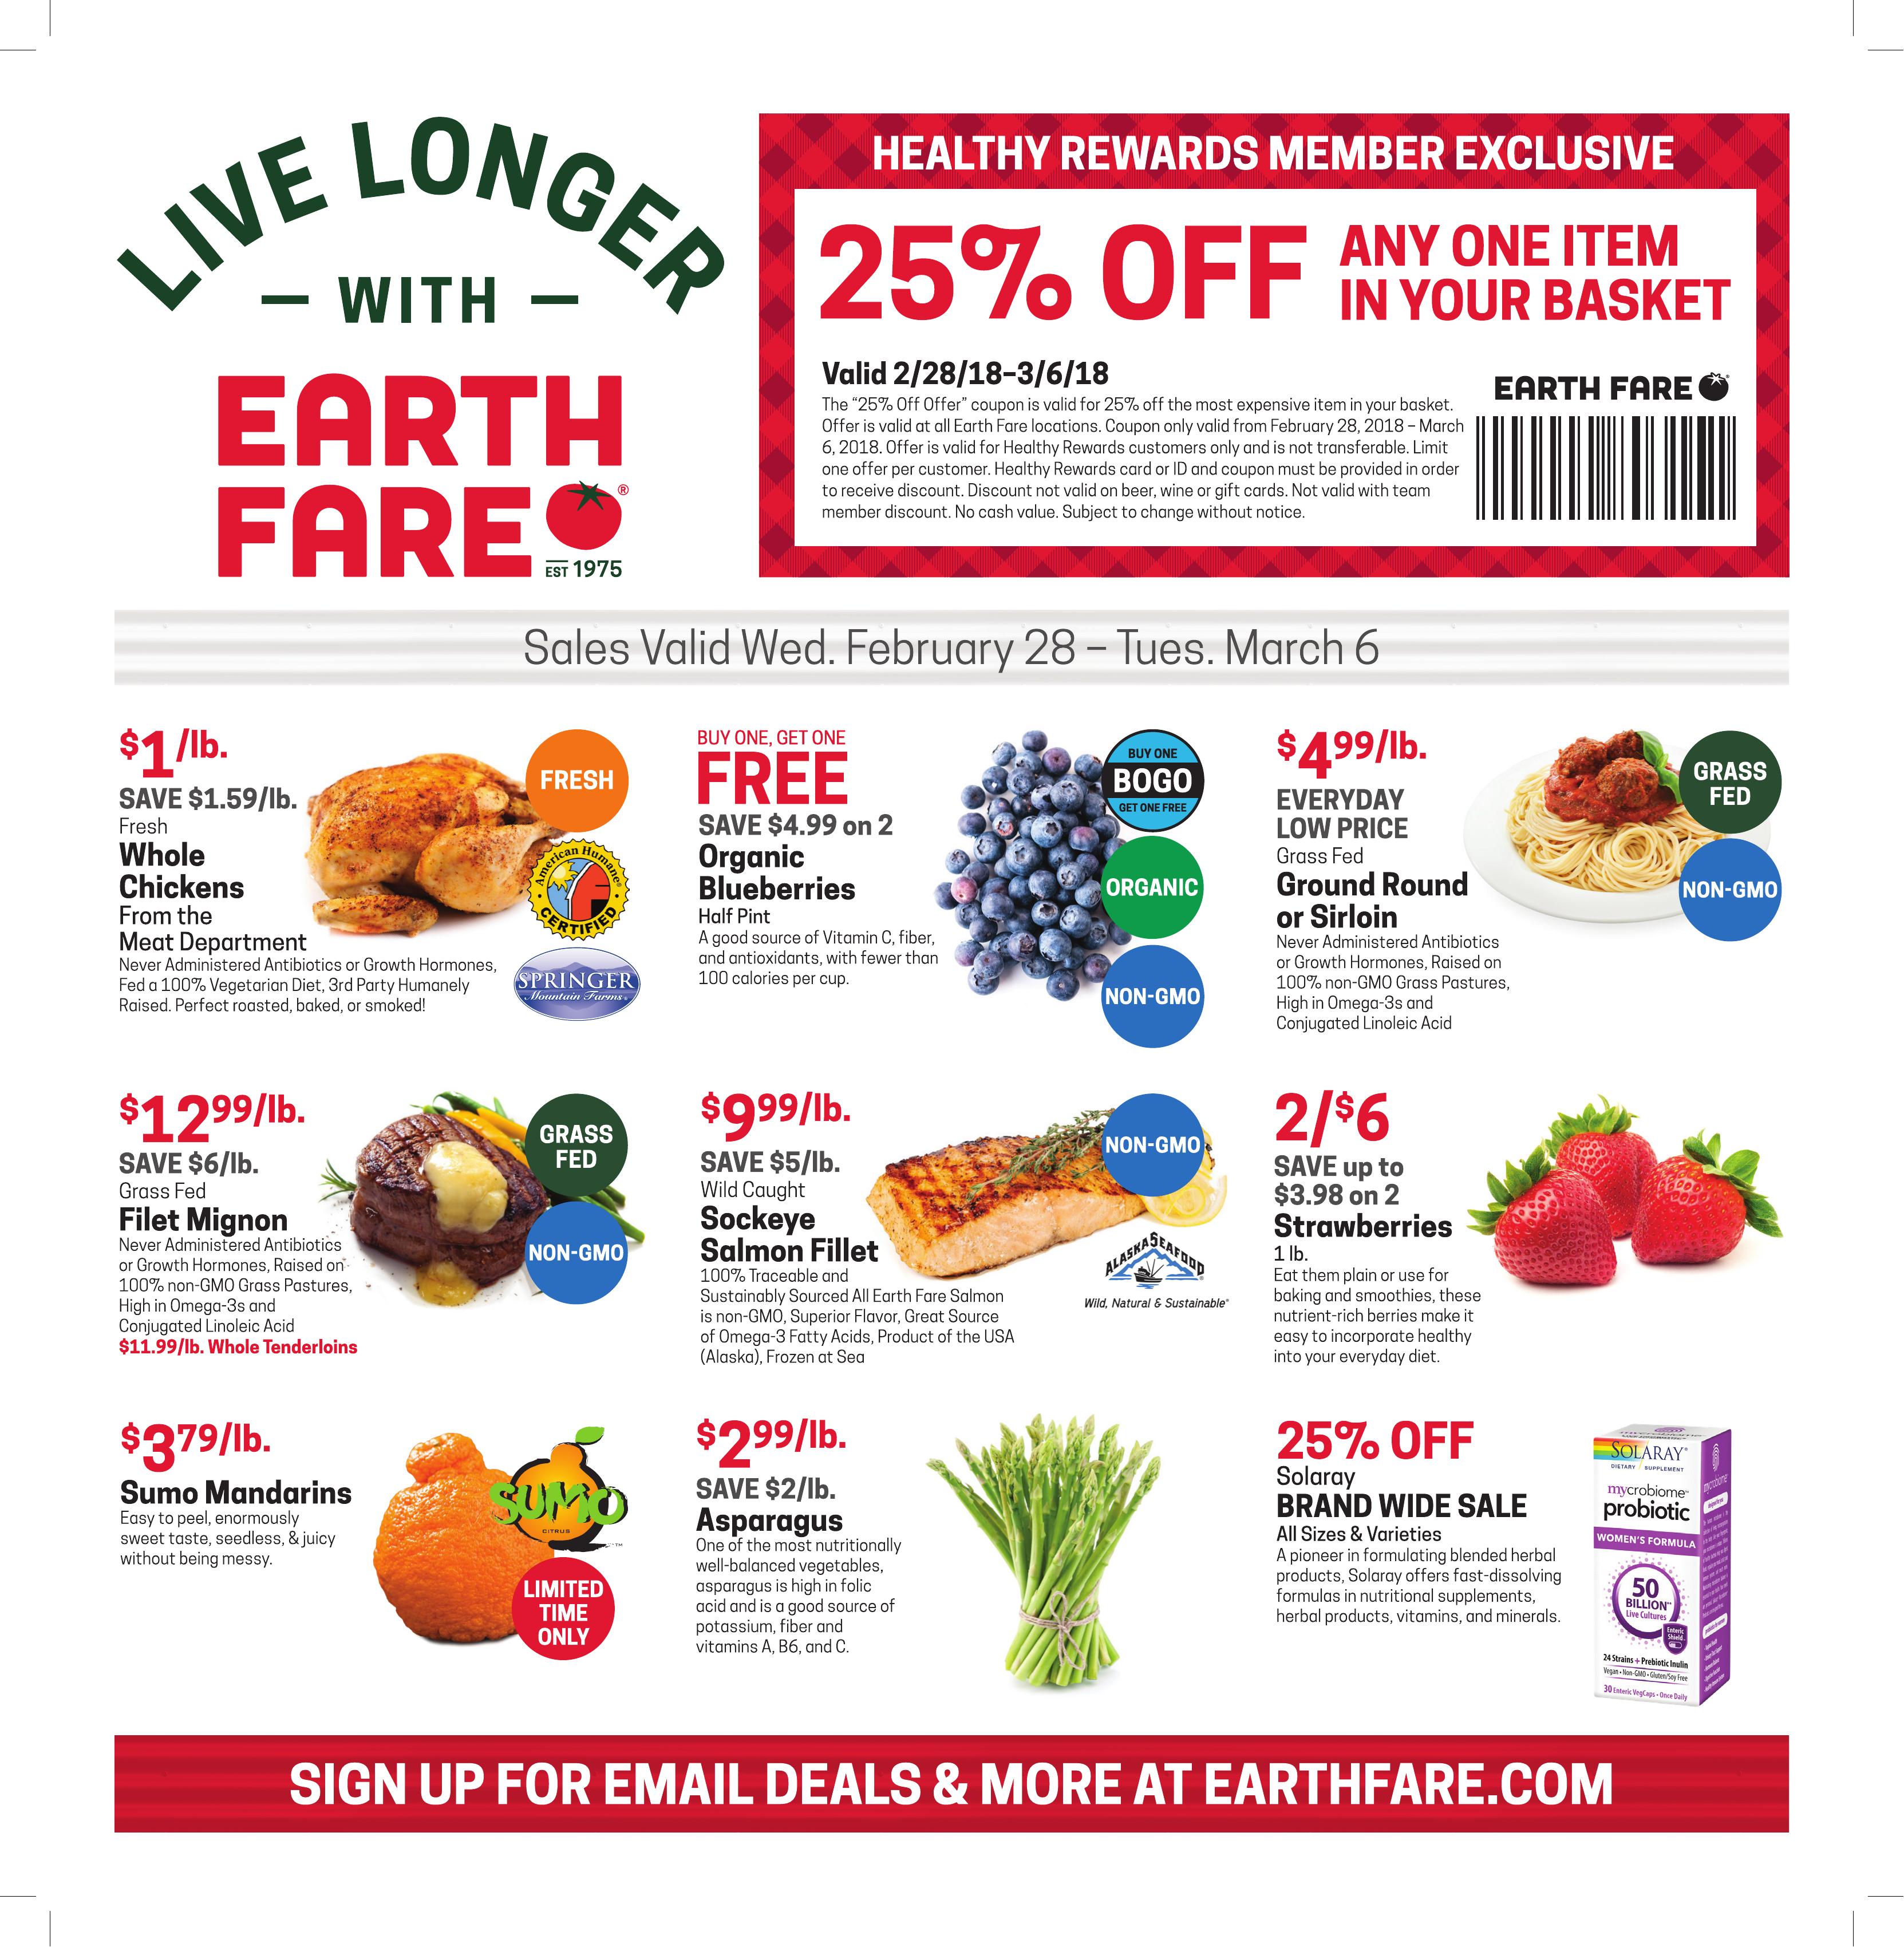 LIVE LONGER
— WITH —
EARTH
FARE®
EST 1975
HEALTHY REWARDS MEMBER EXCLUSIVE
25% OFF
ANY ONE ITEM
IN YOUR BASKET
Valid 2/28/18–3/6/18
The “25% Off Offer” coupon is valid for 25% off the most expensive item in your basket.
Offer is valid at all Earth Fare locations. Coupon only valid from February 28, 2018 – March
6, 2018. Offer is valid for Healthy Rewards customers only and is not transferable. Limit
one offer per customer. Healthy Rewards card or ID and coupon must be provided in order
to receive discount. Discount not valid on beer, wine or gift cards. Not valid with team
member discount. No cash value. Subject to change without notice.
EARTH FARE
Sales Valid Wed. February 28 – Tues. March 6
$1/lb.
SAVE $1.59/lb.
Fresh
Whole
Chickens
From the
Meat Department
Never Administered Antibiotics or Growth Hormones,
Fed a 100% Vegetarian Diet, 3rd Party Humanely
Raised. Perfect roasted, baked, or smoked!
FRESH
American Humane®
CERTIFIED
SPRINGER
Mountain Farms®
BUY ONE, GET ONE
FREE
SAVE $4.99 on 2
Organic
Blueberries
Half Pint
A good source of Vitamin C, fiber,
and antioxidants, with fewer than
100 calories per cup.
BUY ONE
BOGO
GET ONE FREE
ORGANIC
NON-GMO
$4 99/lb.
EVERYDAY
LOW PRICE
Grass Fed
Ground Round
or Sirloin
Never Administered Antibiotics
or Growth Hormones, Raised on
100% non-GMO Grass Pastures,
High in Omega-3s and
Conjugated Linoleic Acid
GRASS
FED
NON-GMO
$12 99/lb.
SAVE $6/lb.
Grass Fed
Filet Mignon
Never Administered Antibiotics
or Growth Hormones, Raised on
100% non-GMO Grass Pastures,
High in Omega-3s and
Conjugated Linoleic Acid
$11.99/lb. Whole Tenderloins
GRASS
FED
NON-GMO
$9 99/lb.
SAVE $5/lb.
Wild Caught
Sockeye
Salmon Fillet
100% Traceable and
Sustainably Sourced All Earth Fare Salmon
is non-GMO, Superior Flavor, Great Source
of Omega-3 Fatty Acids, Product of the USA
(Alaska), Frozen at Sea
NON-GMO
ALASKA SEAFOOD
Wild, Natural & Sustainable®
2/$6
SAVE up to
$3.98 on 2
Strawberries
1 lb.
Eat them plain or use for
baking and smoothies, these
nutrient-rich berries make it
easy to incorporate healthy
into your everyday diet.
$3 79/lb.
Sumo Mandarins
Easy to peel, enormously
sweet taste, seedless, & juicy
without being messy.
SUMO
CITRUS
™
LIMITED
TIME
ONLY
$2 99/lb.
SAVE $2/lb.
Asparagus
One of the most nutritionally
well-balanced vegetables,
asparagus is high in folic
acid and is a good source of
potassium, fiber and
vitamins A, B6, and C.
25% OFF
Solaray
BRAND WIDE SALE
All Sizes & Varieties
A pioneer in formulating blended herbal
products, Solaray offers fast-dissolving
formulas in nutritional supplements,
herbal products, vitamins, and minerals.
SOLARAY®
DIETARY SUPPLEMENT
mycrobiome™
probiotic
WOMEN'S FORMULA
50
BILLION
Live Cultures
Enteric
Shield
24 Strains + Prebiotic Inulin
Vegan • Non-GMO • Gluten/Soy Free
30 Enteric VegCaps • Once Daily
SIGN UP FOR EMAIL DEALS & MORE AT EARTHFARE.COM